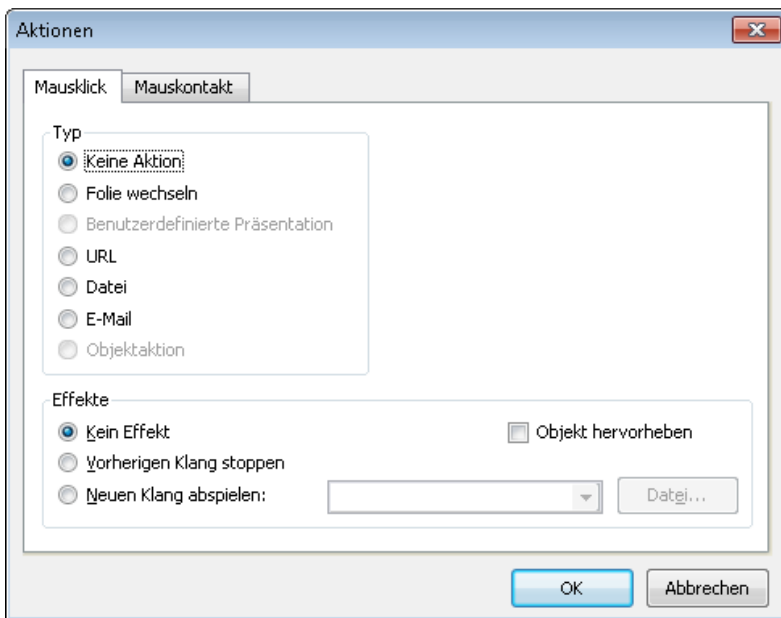 Aktionen
Mausklick Mauskontakt
Typ
Keine Aktion
Folie wechseln
Benutzerdefinierte Präsentation
URL
Datei
E-Mail
Objektaktion
Effekte
Kein Effekt Objekt hervorheben
Vorherigen Klang stoppen
Neuen Klang abspielen: Datei...
OK Abbrechen